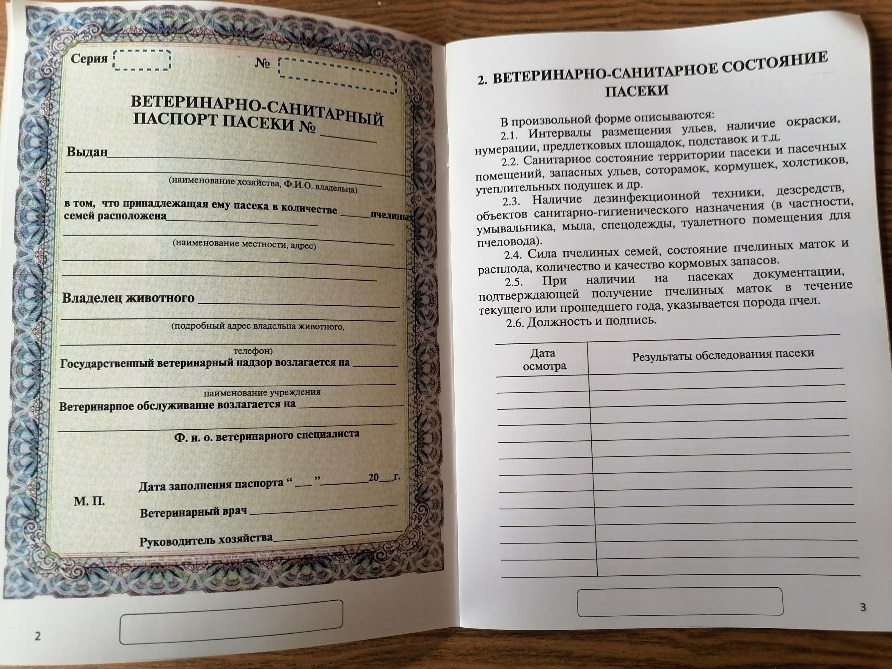 Серия
№
ВЕТЕРИНАРНО-САНИТАРНЫЙ
ПАСПОРТ ПАСЕКИ №
Выдан
(наименование хозяйства, Ф.И.О. владельца)
в том, что принадлежащая ему пасека в количестве пчелиных
семей расположена
(наименование местности, адрес)
Владелец животного
(подробный адрес владельца животного,
телефон)
Государственный ветеринарный надзор возлагается на
наименование учреждения
Ветеринарное обслуживание возлагается на
Ф. и о. ветеринарного специалиста
Дата заполнения паспорта “ ___ ”________20___г.
М. П.
Ветеринарный врач
Руководитель хозяйства
2
2. ВЕТЕРИНАРНО-САНИТАРНОЕ СОСТОЯНИЕ
ПАСЕКИ
В произвольной форме описываются:
2.1. Интервалы размещения ульев, наличие окраски,
нумерации, предлетковых площадок, подставок и т.д.
2.2. Санитарное состояние территории пасеки и пасечных
помещений, запасных ульев, соторамок, кормушек, холстиков,
утеплительных подушек и др.
2.3. Наличие дезинфекционной техники, дезсредств,
объектов санитарно-гигиенического назначения (в частности,
умывальника, мыла, спецодежды, туалетного помещения для
пчеловода).
2.4. Сила пчелиных семей, состояние пчелиных маток и
расплода, количество и качество кормовых запасов.
2.5. При наличии на пасеках документации,
подтверждающей получение пчелиных маток в течение
текущего или прошедшего года, указывается порода пчел.
2.6. Должность и подпись.
Дата
осмотра
Результаты обследования пасеки
3